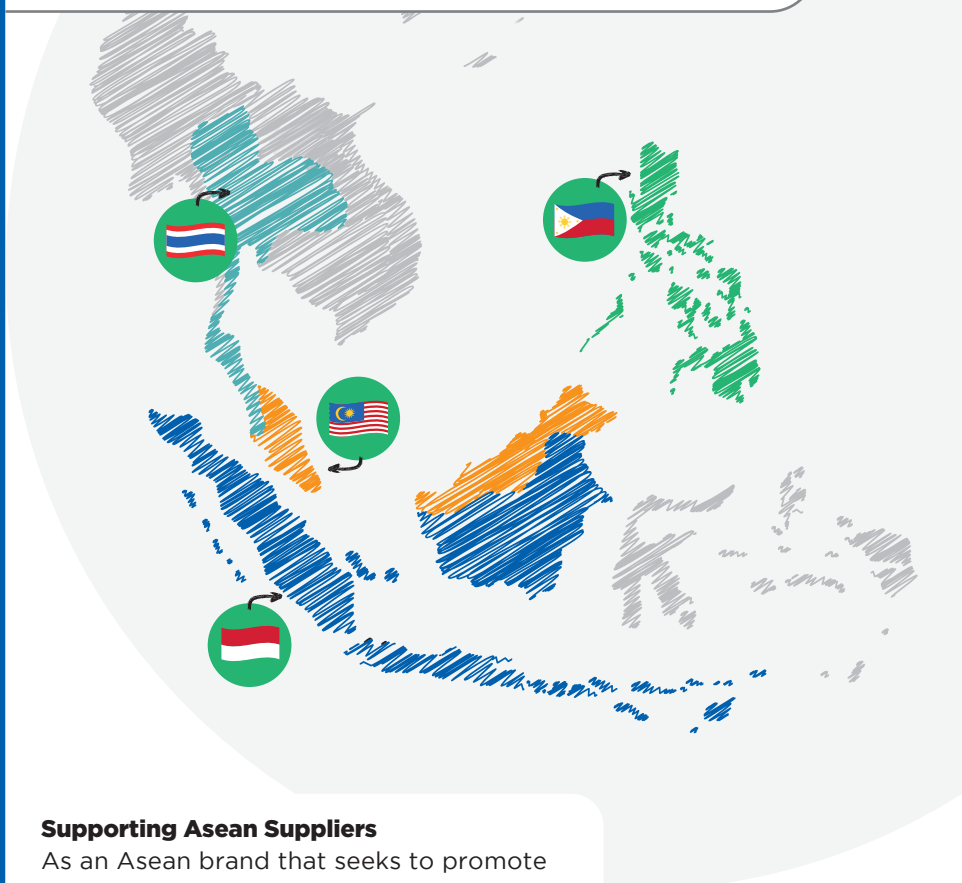 Supporting Asean Suppliers
As an Asean brand that seeks to promote